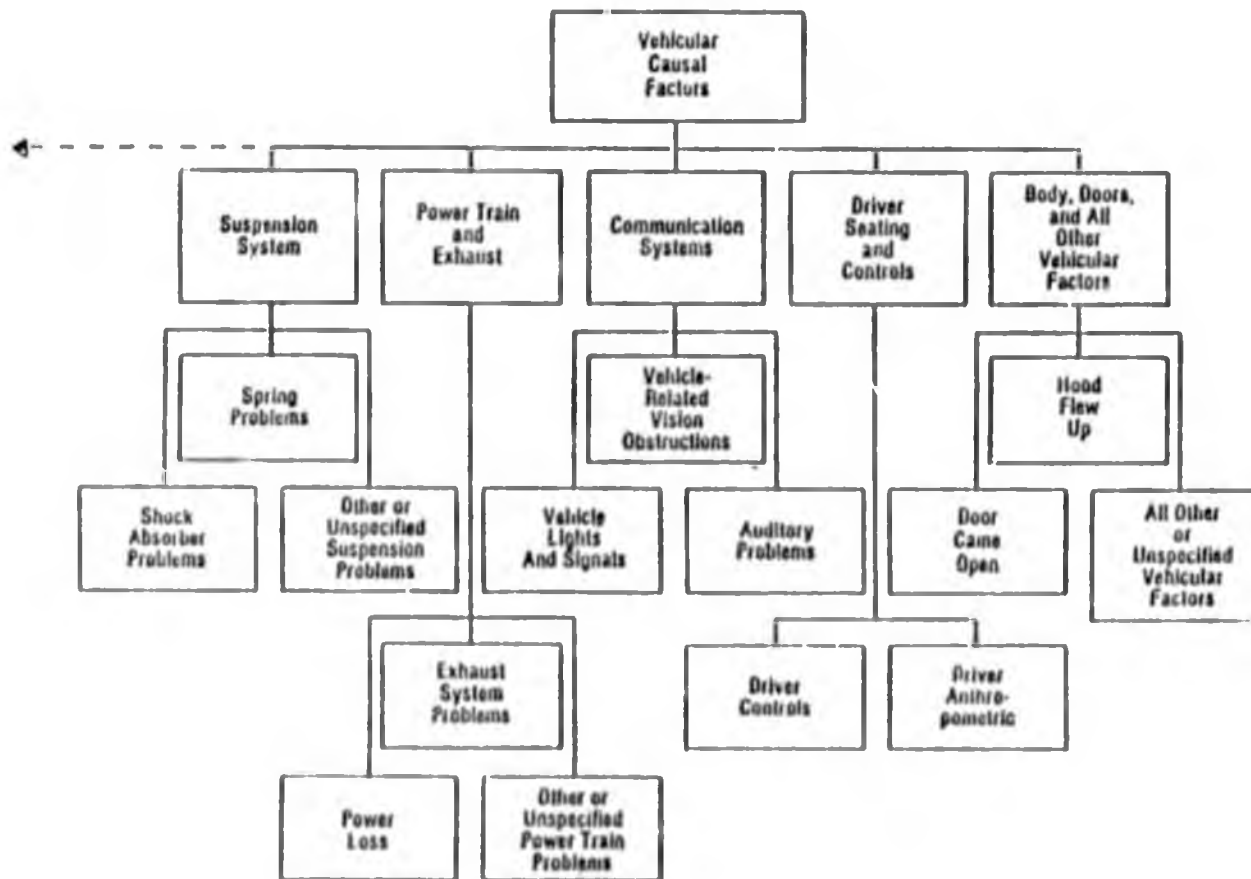 Vehicular
Causal
Factors
Suspension
System
Power Train
and
Exhaust
Communication
Systems
Driver
Seating
and
Controls
Body, Doors,
and All
Other
Vehicular
Factors
Spring
Problems
Vehicle-
Related
Vision
Obstructions
Hood
Flew
Up
Shock
Absorber
Problems
Other or
Unspecified
Suspension
Problems
Vehicle
Lights
And Signals
Auditory
Problems
Door
Came
Open
All Other
or
Unspecified
Vehicular
Factors
Exhaust
System
Problems
Driver
Controls
Driver
Anthro-
pometric
Power
Loss
Other or
Unspecified
Power Train
Problems